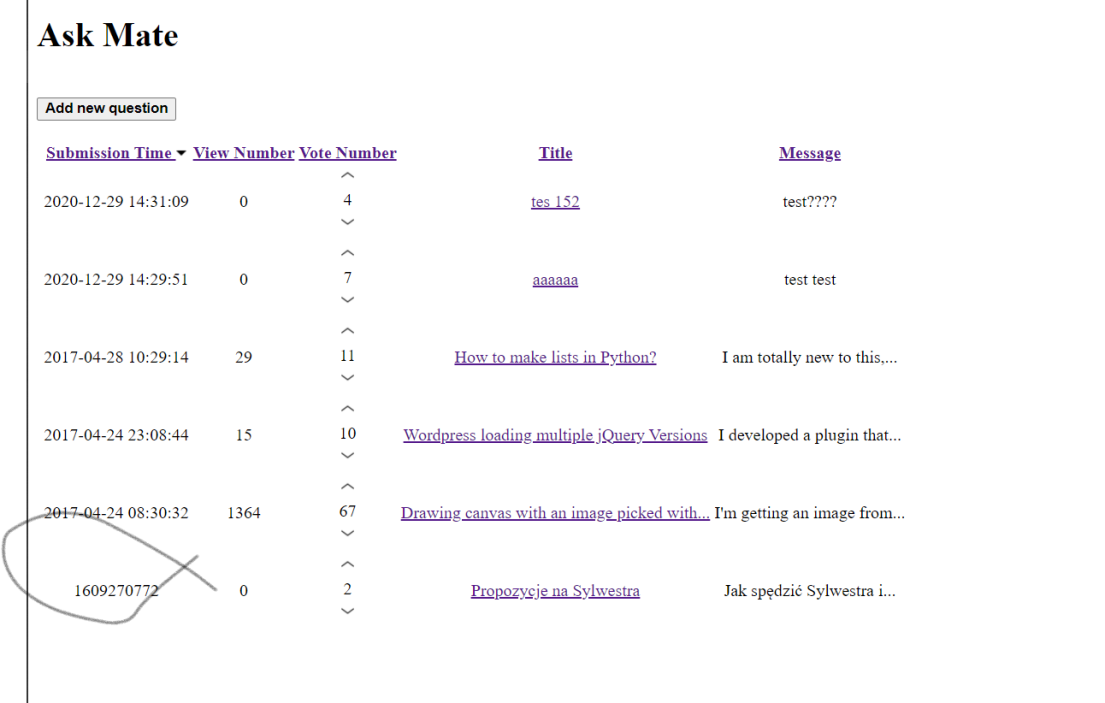 Ask Mate
Add new question
Submission Time View Number Vote Number Title Message
2020-12-29 14:31:09 0 4 tes 152 test????
2020-12-29 14:29:51 0 7 aaaaaa test test
2017-04-28 10:29:14 29 11 How to make lists in Python? I am totally new to this,...
2017-04-24 23:08:44 15 10 Wordpress loading multiple jQuery Versions I developed a plugin that...
2017-04-24 08:30:32 1364 67 Drawing canvas with an image picked with... I'm getting an image from...
1609270772 0 2 Propozycje na Sylwestra Jak spędzić Sylwestra i...